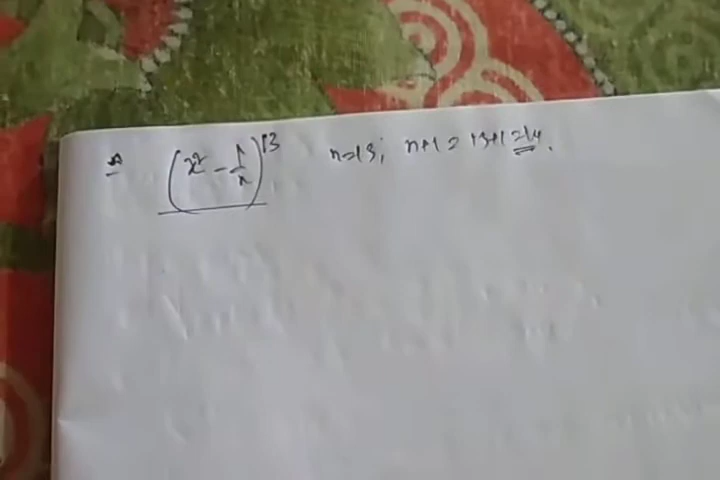 (x² - 1/x)¹³ n=13; n+1 = 13+1 = 14.